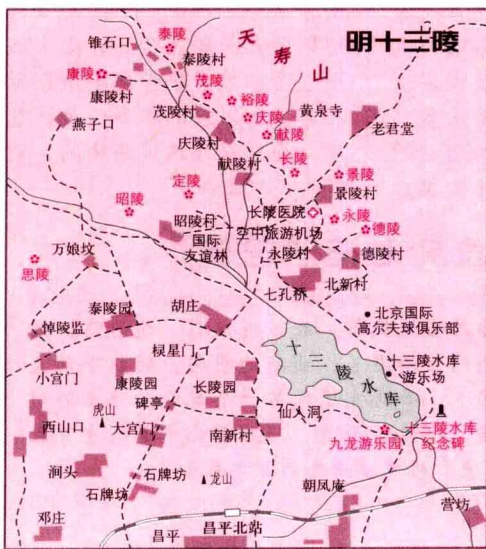 明十三陵
天寿山
泰陵
锥石口
泰陵村
康陵
茂陵
康陵村
裕陵
黄泉寺
茂陵村
庆陵
燕子口
老君堂
庆陵村
献陵
献陵村
长陵
景陵
定陵
景陵村
昭陵
长陵医院
永陵
昭陵村
空中旅游机场
德陵
国际
友谊林
永陵村
德陵村
万娘坟
思陵
北新村
七孔桥
泰陵园
胡庄
北京国际
高尔夫球俱乐部
悼陵监
棂星门
十三陵水库
十三陵水库
游乐场
小宫门
康陵园
长陵园
碑亭
虎山
仙人洞
西山口
大宫门
南新村
九龙游乐园
十三陵水库
纪念碑
涧头
石牌坊
龙山
石牌坊
朝凤庵
营坊
邓庄
昌平
昌平北站